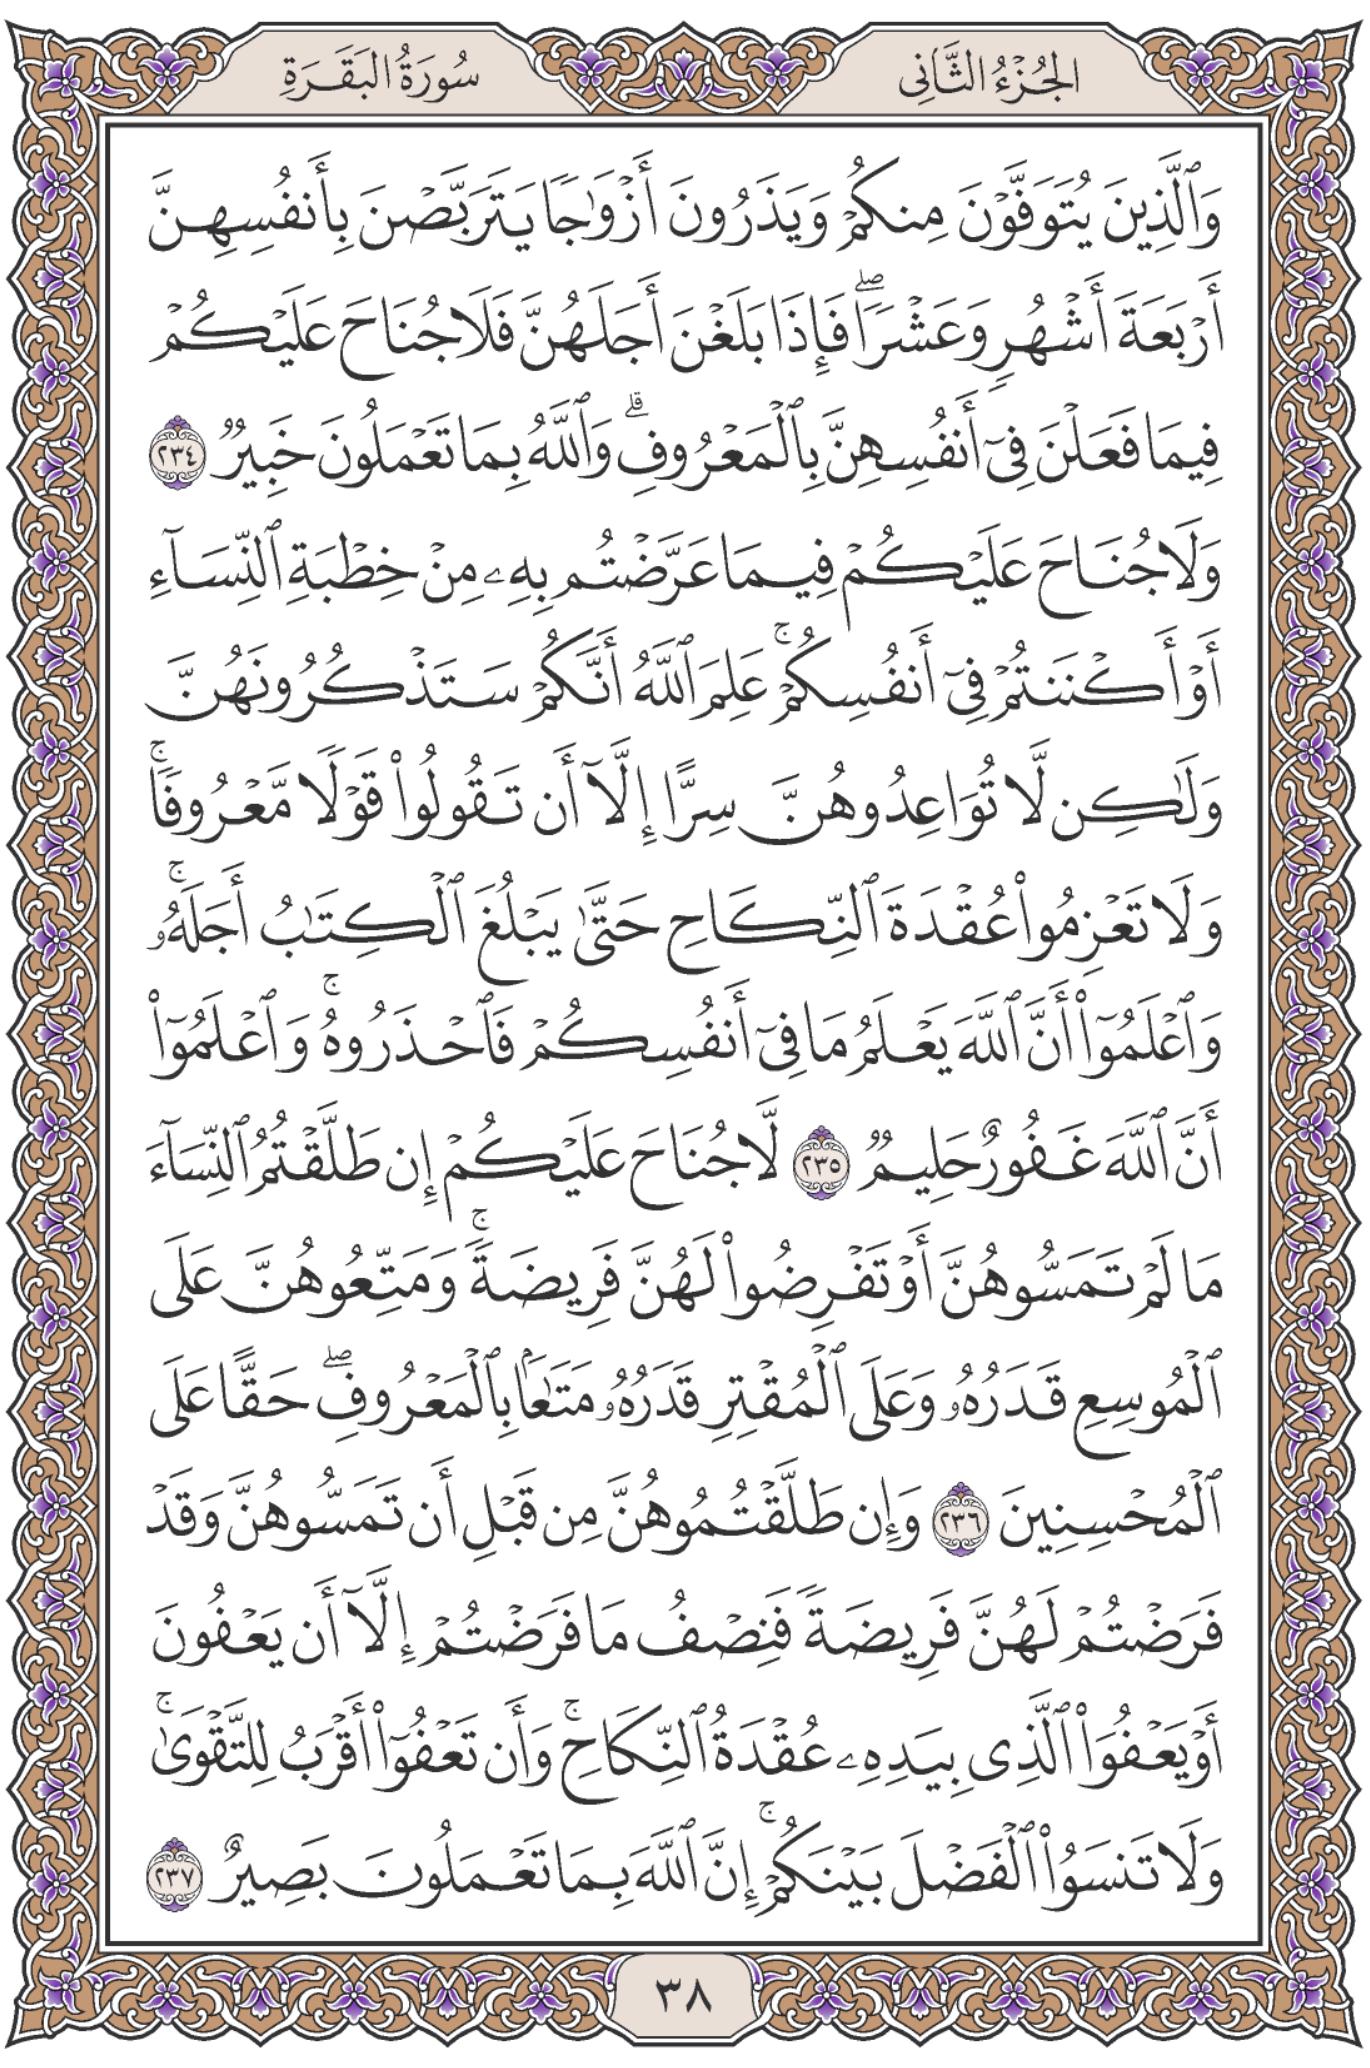 الجُزْءُ الثَّانِي
سُورَةُ البَقَرَةِ
وَٱلَّذِينَ يُتَوَفَّوۡنَ مِنكُمۡ وَيَذَرُونَ أَزۡوَٰجٗا يَتَرَبَّصۡنَ بِأَنفُسِهِنَّ
أَرۡبَعَةَ أَشۡهُرٖ وَعَشۡرٗاۖ فَإِذَا بَلَغۡنَ أَجَلَهُنَّ فَلَا جُنَاحَ عَلَيۡكُمۡ
فِيمَا فَعَلۡنَ فِيٓ أَنفُسِهِنَّ بِٱلۡمَعۡرُوفِۗ وَٱللَّهُ بِمَا تَعۡمَلُونَ خَبِيرٞ ٢٣٤
وَلَا جُنَاحَ عَلَيۡكُمۡ فِيمَا عَرَّضۡتُم بِهِۦ مِنۡ خِطۡبَةِ ٱلنِّسَآءِ
أَوۡ أَكۡنَنتُمۡ فِيٓ أَنفُسِكُمۡۚ عَلِمَ ٱللَّهُ أَنَّكُمۡ سَتَذۡكُرُونَهُنَّ
وَلَٰكِن لَّا تُوَاعِدُوهُنَّ سِرًّا إِلَّآ أَن تَقُولُواْ قَوۡلٗا مَّعۡرُوفٗاۚ
وَلَا تَعۡزِمُواْ عُقۡدَةَ ٱلنِّكَاحِ حَتَّىٰ يَبۡلُغَ ٱلۡكِتَٰبُ أَجَلَهُۥۚ
وَٱعۡلَمُوٓاْ أَنَّ ٱللَّهَ يَعۡلَمُ مَا فِيٓ أَنفُسِكُمۡ فَٱحۡذَرُوهُۚ وَٱعۡلَمُوٓاْ
أَنَّ ٱللَّهَ غَفُورٌ حَلِيمٞ ٢٣٥ لَّا جُنَاحَ عَلَيۡكُمۡ إِن طَلَّقۡتُمُ ٱلنِّسَآءَ
مَا لَمۡ تَمَسُّوهُنَّ أَوۡ تَفۡرِضُواْ لَهُنَّ فَرِيضَةٗۚ وَمَتِّعُوهُنَّ عَلَى
ٱلۡمُوسِعِ قَدَرُهُۥ وَعَلَى ٱلۡمُقۡتِرِ قَدَرُهُۥ مَتَٰعَۢا بِٱلۡمَعۡرُوفِۖ حَقًّا عَلَى
ٱلۡمُحۡسِنِينَ ٢٣٦ وَإِن طَلَّقۡتُمُوهُنَّ مِن قَبۡلِ أَن تَمَسُّوهُنَّ وَقَدۡ
فَرَضۡتُمۡ لَهُنَّ فَرِيضَةٗ فَنِصۡفُ مَا فَرَضۡتُمۡ إِلَّآ أَن يَعۡفُونَ
أَوۡ يَعۡفُوَاْ ٱلَّذِي بِيَدِهِۦ عُقۡدَةُ ٱلنِّكَاحِۚ وَأَن تَعۡفُوٓاْ أَقۡرَبُ لِلتَّقۡوَىٰۚ
وَلَا تَنسَوُاْ ٱلۡفَضۡلَ بَيۡنَكُمۡۚ إِنَّ ٱللَّهَ بِمَا تَعۡمَلُونَ بَصِيرٌ ٢٣٧
٣٨